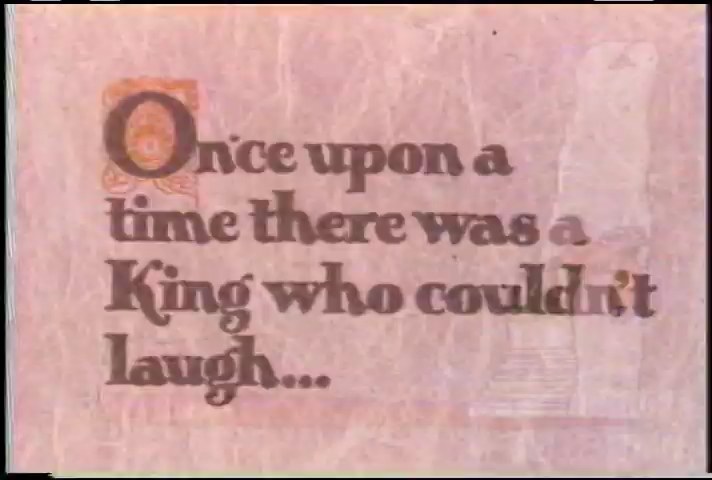 Once upon a
time there was a
King who couldn't
laugh...